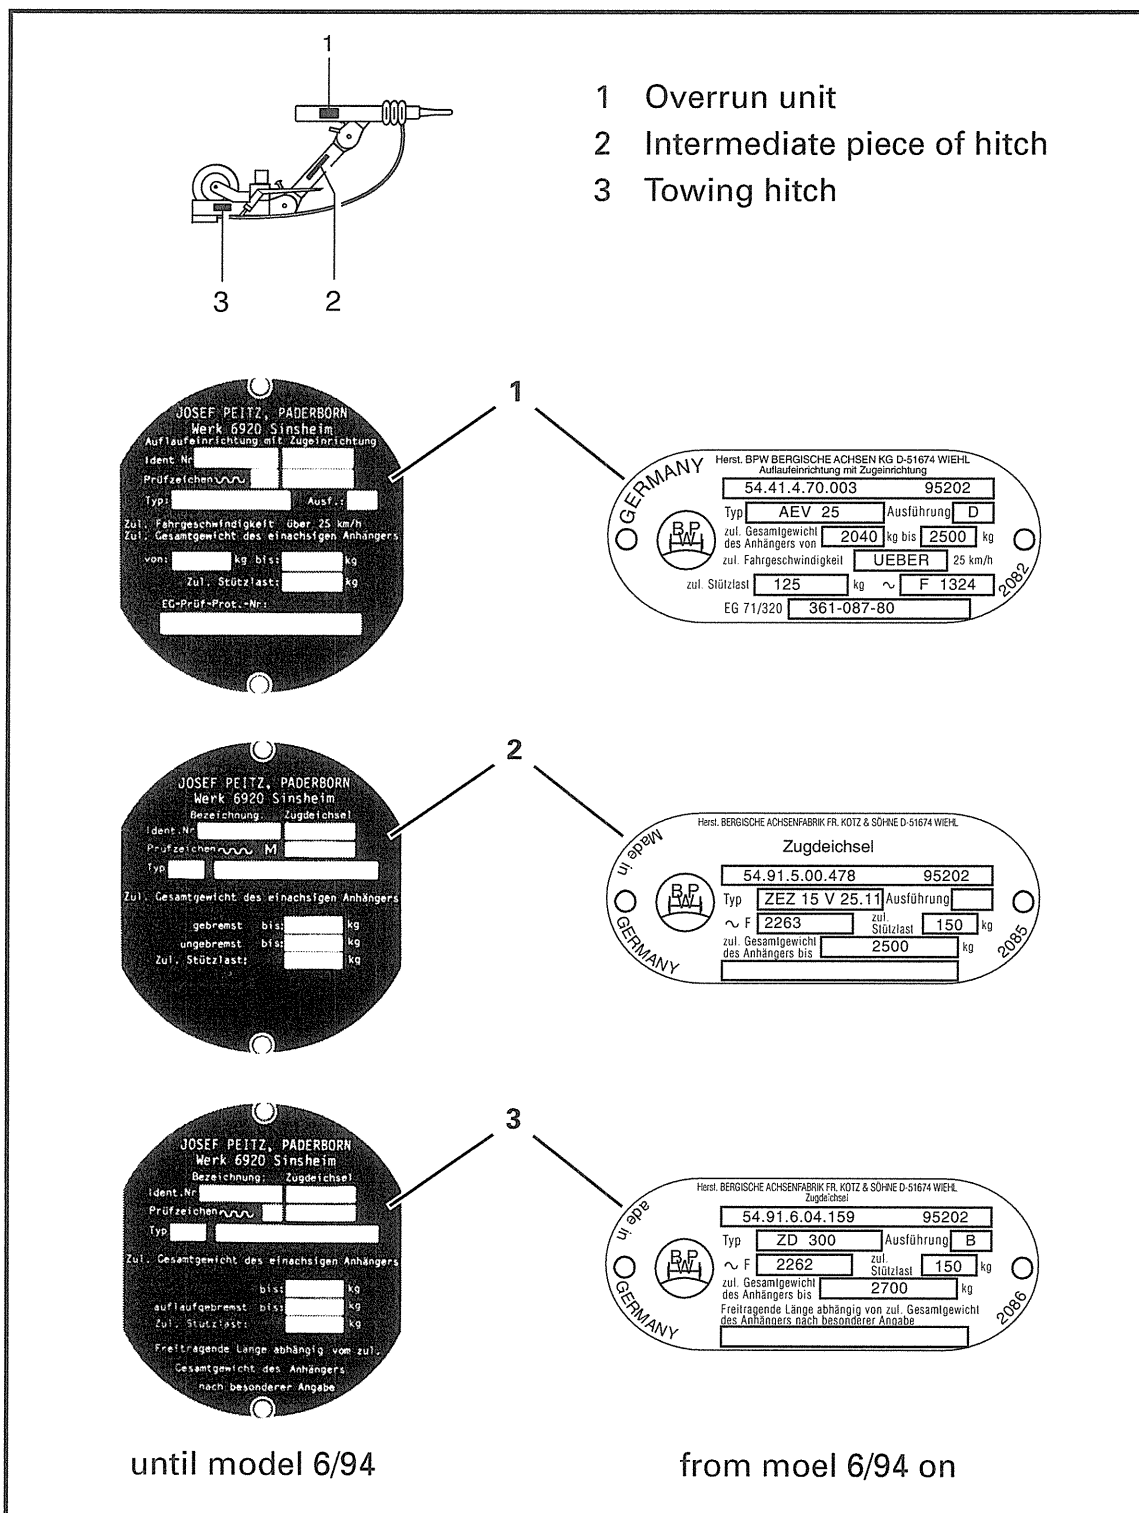 1
1 Overrun unit
2 Intermediate piece of hitch
3 Towing hitch
3
2
1
JOSEF PEITZ, PADERBORN
Werk 6920 Sinsheim
Auflaufeinrichtung mit Zugeinrichtung
Ident.Nr
Prüfzeichen
Typ: Ausf.:
Zul. Fahrgeschwindigkeit über 25 km/h
Zul. Gesamtgewicht des einachsigen Anhängers
von: kg bis: kg
Zul. Stützlast: kg
EG-Prüf-Prot.-Nr:
GERMANY
BPW
Herst. BPW BERGISCHE ACHSEN KG D-51674 WIEHL
Auflaufeinrichtung mit Zugeinrichtung
54.41.4.70.003 95202
Typ AEV 25 Ausführung D
zul. Gesamtgewicht
des Anhängers von 2040 kg bis 2500 kg
zul. Fahrgeschwindigkeit UEBER 25 km/h
zul. Stützlast 125 kg ~ F 1324
EG 71/320 361-087-80
2082
2
JOSEF PEITZ, PADERBORN
Werk 6920 Sinsheim
Bezeichnung: Zugdeichsel
Ident.Nr
Prüfzeichen M
Typ
Zul. Gesamtgewicht des einachsigen Anhängers
gebremst bis: kg
ungebremst bis: kg
Zul. Stützlast: kg
Made in
GERMANY
BPW
Herst. BERGISCHE ACHSENFABRIK FR. KOTZ & SÖHNE D-51674 WIEHL
Zugdeichsel
54.91.5.00.478 95202
Typ ZEZ 15 V 25.11 Ausführung
~ F 2263 zul. Stützlast 150 kg
zul. Gesamtgewicht
des Anhängers bis 2500 kg
2085
3
JOSEF PEITZ, PADERBORN
Werk 6920 Sinsheim
Bezeichnung: Zugdeichsel
Ident.Nr
Prüfzeichen
Typ
Zul. Gesamtgewicht des einachsigen Anhängers
bis: kg
auflaufgebremst bis: kg
Zul. Stützlast: kg
Freitragende Länge abhängig vom zul.
Gesamtgewicht des Anhängers
nach besonderer Angabe
ade in
GERMANY
BPW
Herst. BERGISCHE ACHSENFABRIK FR. KOTZ & SÖHNE D-51674 WIEHL
Zugdeichsel
54.91.6.04.159 95202
Typ ZD 300 Ausführung B
~ F 2262 zul. Stützlast 150 kg
zul. Gesamtgewicht
des Anhängers bis 2700 kg
Freitragende Länge abhängig von zul. Gesamtgewicht
des Anhängers nach besonderer Angabe
2086
until model 6/94
from moel 6/94 on